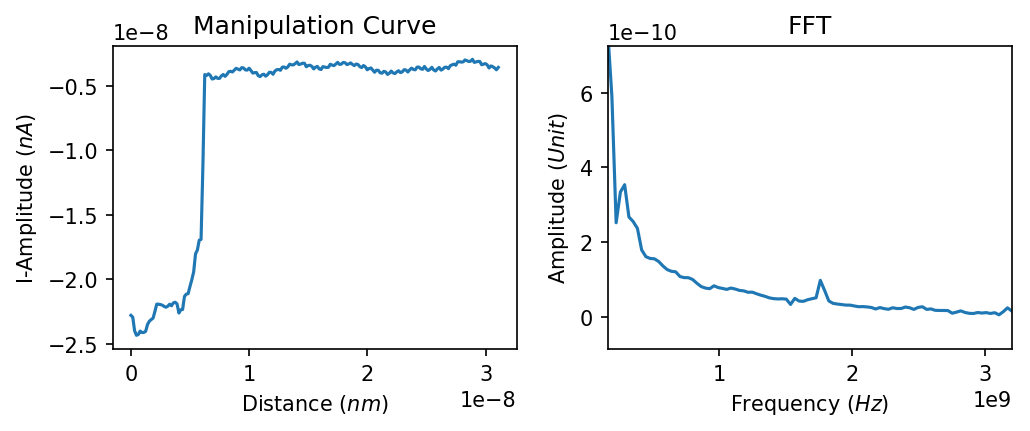 Manipulation Curve
1e−8
I-Amplitude (nA)
−0.5
−1.0
−1.5
−2.0
−2.5
0
1
2
3
1e−8
Distance (nm)
FFT
1e−10
Amplitude (Unit)
6
4
2
0
1
2
3
1e9
Frequency (Hz)